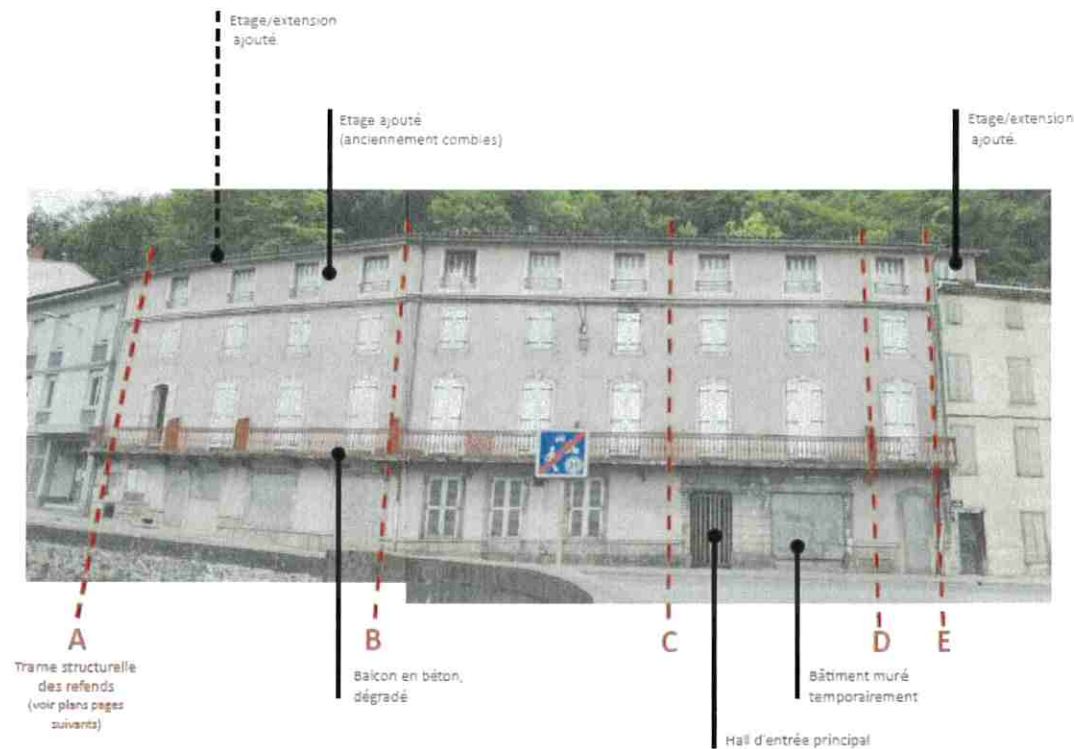 Etage/extension
ajouté.
Etage ajouté
(anciennement combles)
Etage/extension
ajouté.
A
B
C
D
E
Trame structurelle
des refends
(voir plans pages
suivants)
Balcon en béton,
dégradé
Bâtiment muré
temporairement
Hall d'entrée principal